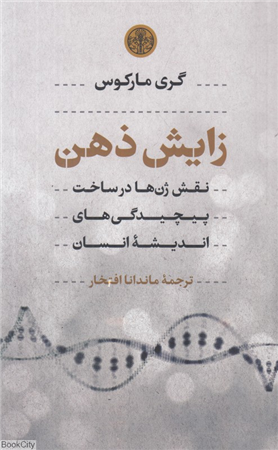 گری مارکوس
زایش ذهن
نقش ژن‌ها در ساخت
پیچیدگی‌های
اندیشهٔ انسان
ترجمهٔ ماندانا افتخار
BookCity